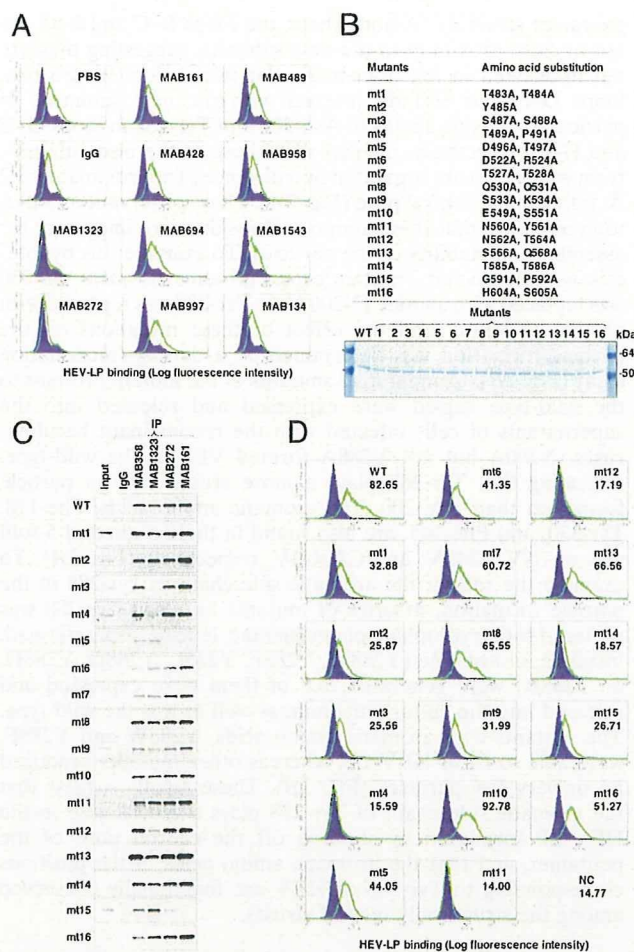 A
PBS
MAB161
MAB489
IgG
MAB428
MAB958
MAB1323
MAB694
MAB1543
MAB272
MAB997
MAB134
HEV-LP binding (Log fluorescence intensity)
B
Mutants Amino acid substitution
mt1 T483A, T484A
mt2 Y485A
mt3 S487A, S488A
mt4 T489A, P491A
mt5 D496A, T497A
mt6 D522A, R524A
mt7 T527A, T528A
mt8 Q530A, Q531A
mt9 S533A, K534A
mt10 E549A, S551A
mt11 N560A, Y561A
mt12 N562A, T564A
mt13 S566A, Q568A
mt14 T585A, T586A
mt15 G591A, P592A
mt16 H604A, S605A
Mutants
WT 1 2 3 4 5 6 7 8 9 10 11 12 13 14 15 16 kDa
-64
-50
C
IP
Input
IgG
MAB358
MAB1323
MAB272
MAB161
WT
mt1
mt2
mt3
mt4
mt5
mt6
mt7
mt8
mt9
mt10
mt11
mt12
mt13
mt14
mt15
mt16
D
WT
82.65
mt6
41.35
mt12
17.19
mt1
32.88
mt7
60.72
mt13
66.56
mt2
25.87
mt8
65.55
mt14
18.57
mt3
25.56
mt9
31.99
mt15
26.71
mt4
15.59
mt10
92.78
mt16
51.27
mt5
44.05
mt11
14.00
NC
14.77
HEV-LP binding (Log fluorescence intensity)